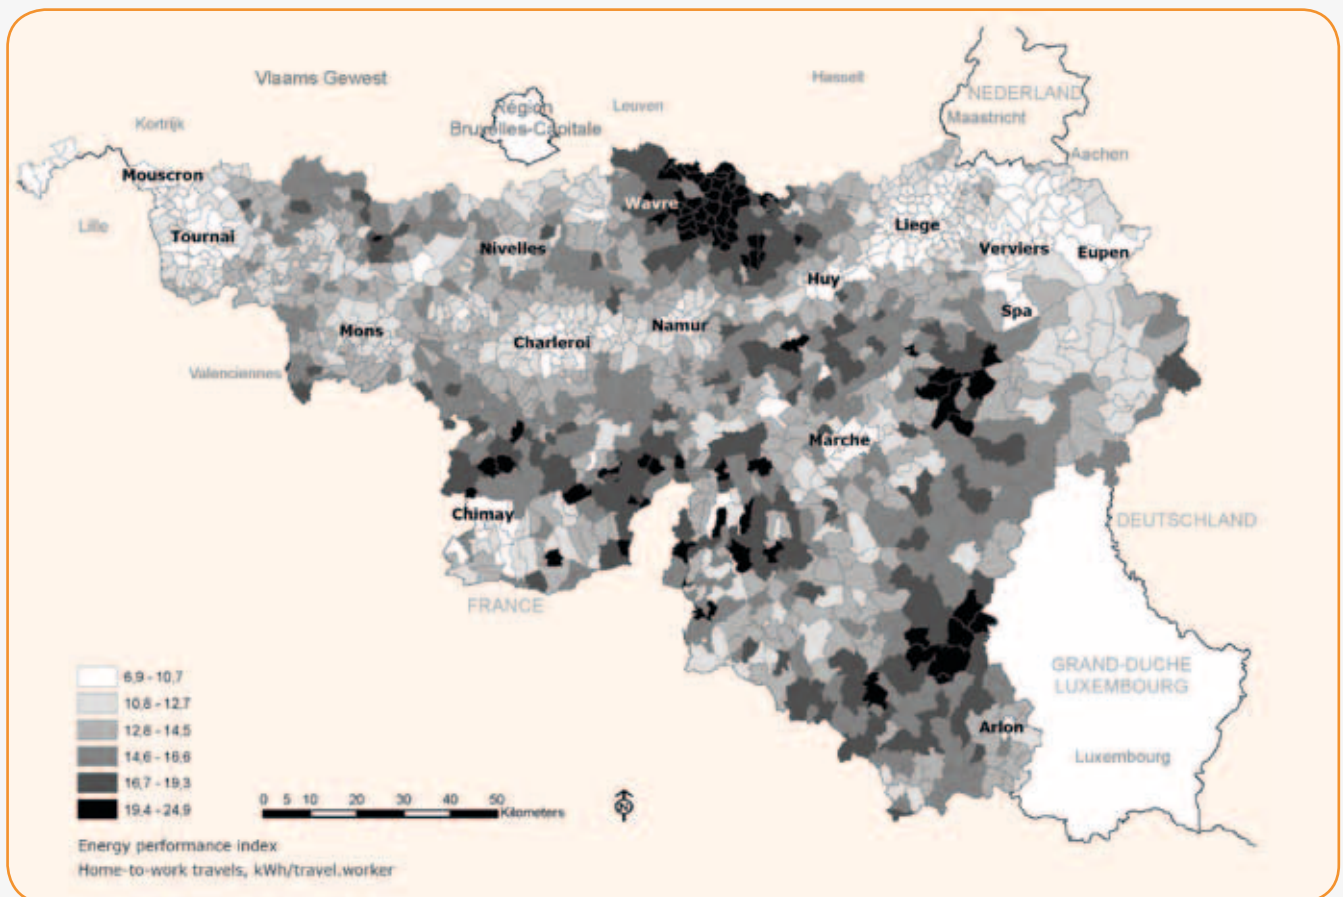 Vlaams Gewest
Hasselt
NEDERLAND
Région
Bruxelles-Capitale
Leuven
Maastricht
Kortrijk
Aachen
Mouscron
Wavre
Lille
Tournai
Liege
Nivelles
Verviers
Eupen
Huy
Spa
Mons
Namur
Charleroi
Valenciennes
Marche
Chimay
DEUTSCHLAND
FRANCE
GRAND-DUCHE
LUXEMBOURG
Arlon
Luxembourg
6,9 - 10,7
10,8 - 12,7
12,8 - 14,5
14,6 - 16,6
16,7 - 19,3
19,4 - 24,9
0 5 10 20 30 40 50
Kilometers
N
Energy performance index
Home-to-work travels, kWh/travel.worker